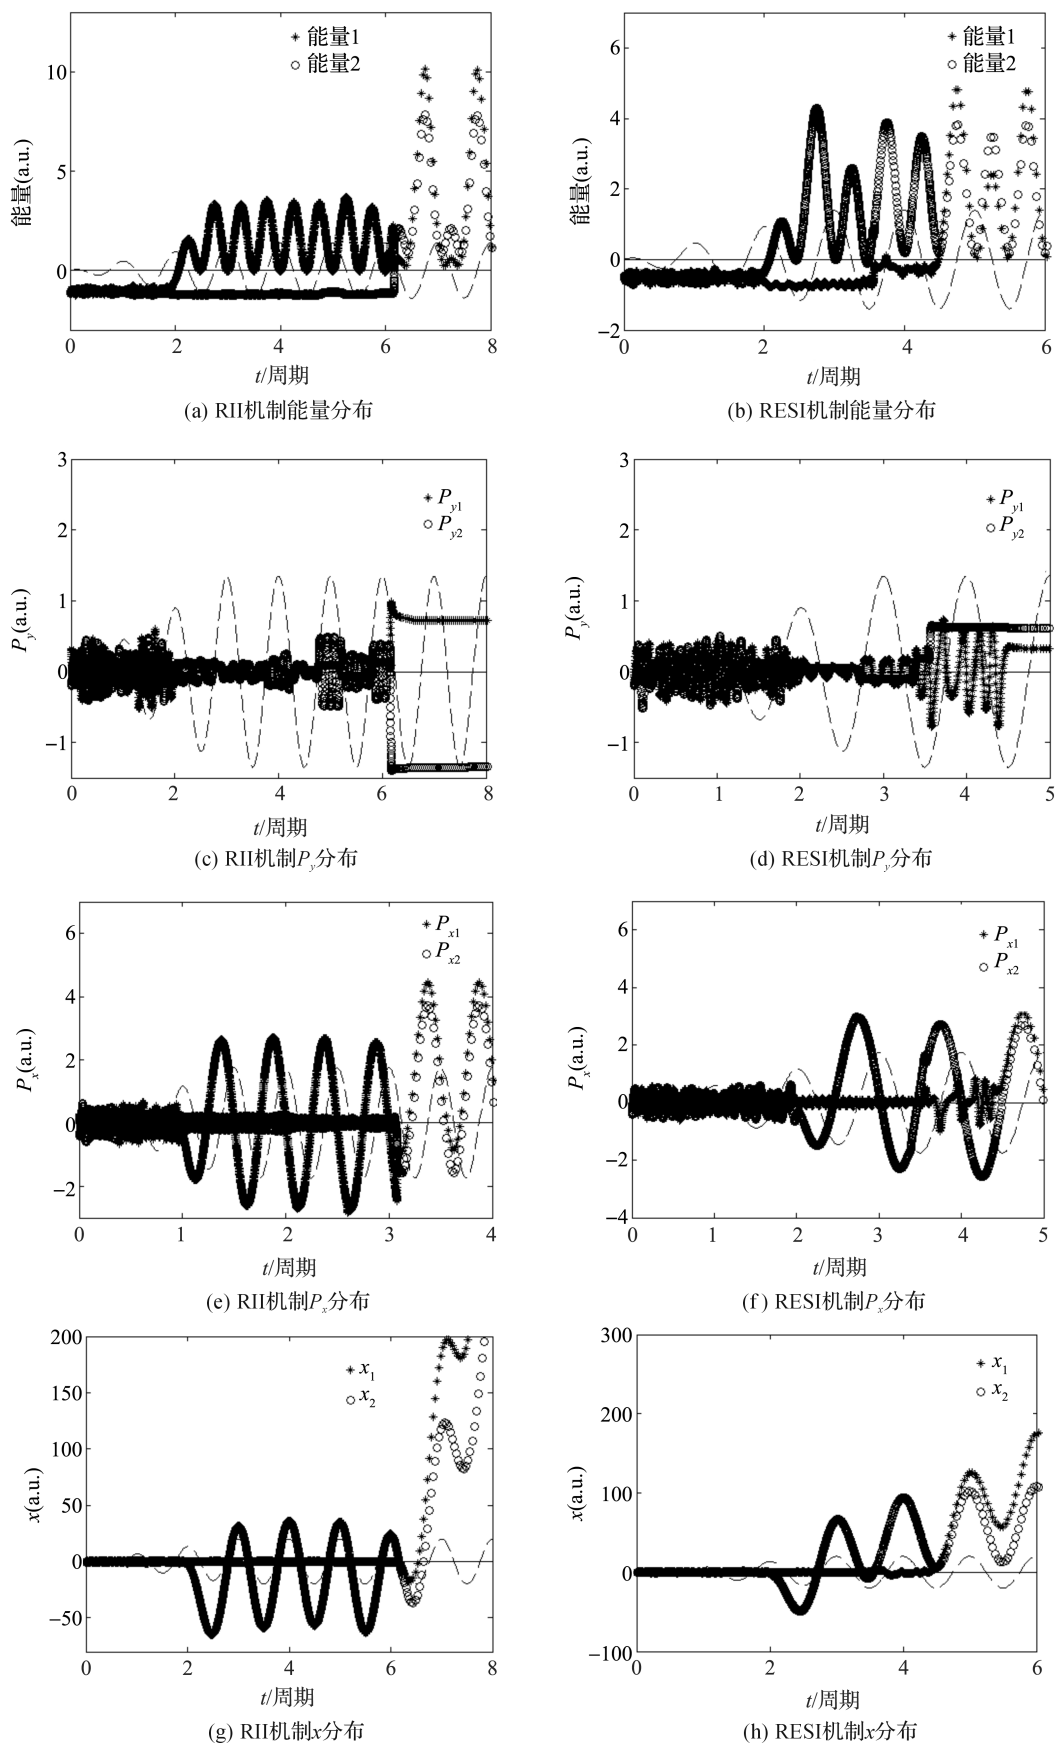 * 能量1
○ 能量2
10
5
0
能量(a.u.)
0 2 4 6 8
t/周期
(a) RII机制能量分布
* 能量1
○ 能量2
6
4
2
0
−2
能量(a.u.)
0 2 4 6
t/周期
(b) RESI机制能量分布
* P_y1
○ P_y2
3
2
1
0
−1
P_y(a.u.)
0 2 4 6 8
t/周期
(c) RII机制P_y分布
* P_y1
○ P_y2
3
2
1
0
−1
P_y(a.u.)
0 1 2 3 4 5
t/周期
(d) RESI机制P_y分布
* P_x1
○ P_x2
6
4
2
0
−2
P_x(a.u.)
0 1 2 3 4
t/周期
(e) RII机制P_x分布
* P_x1
○ P_x2
6
4
2
0
−2
−4
P_x(a.u.)
0 1 2 3 4 5
t/周期
(f) RESI机制P_x分布
* x_1
○ x_2
200
150
100
50
0
−50
x(a.u.)
0 2 4 6 8
t/周期
(g) RII机制x分布
* x_1
○ x_2
300
200
100
0
−100
x(a.u.)
0 2 4 6
t/周期
(h) RESI机制x分布